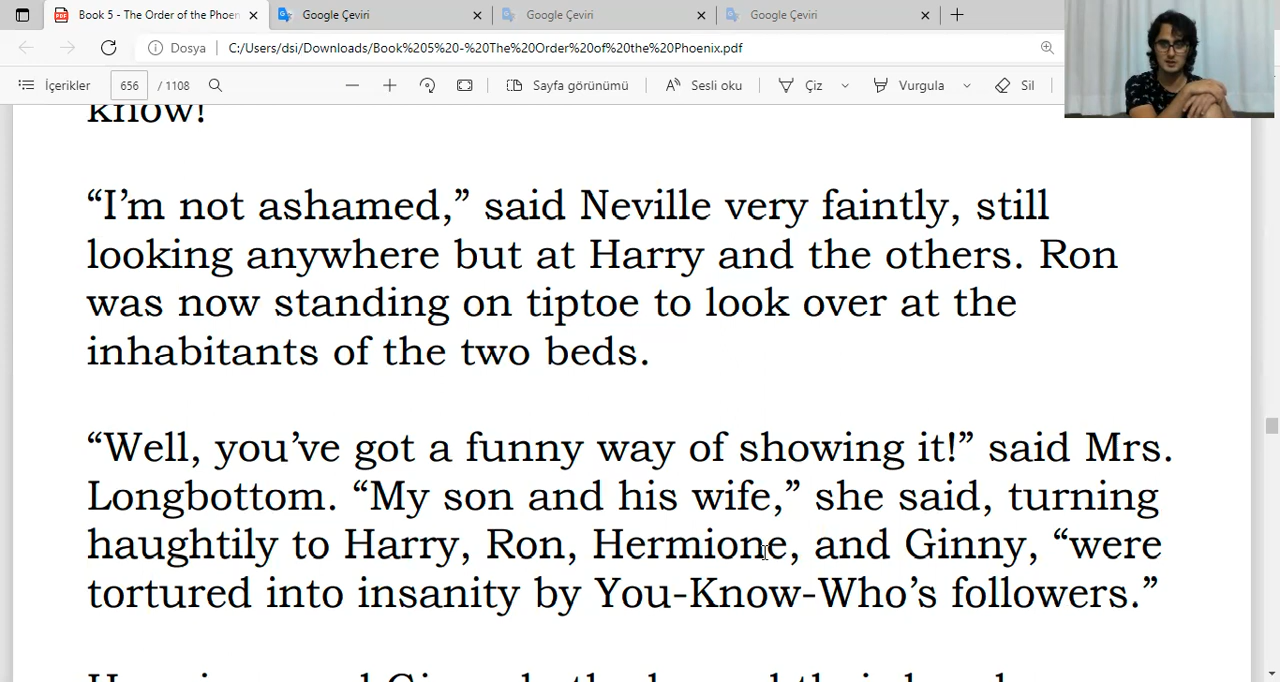 Book 5 - The Order of the Phoen
Google Çeviri
Google Çeviri
Google Çeviri
Dosya
C:/Users/dsi/Downloads/Book%205%20-%20The%20Order%20of%20the%20Phoenix.pdf
İçerikler
656 / 1108
Sayfa görünümü
Sesli oku
Çiz
Vurgula
Sil
know!
“I’m not ashamed,” said Neville very faintly, still
looking anywhere but at Harry and the others. Ron
was now standing on tiptoe to look over at the
inhabitants of the two beds.
“Well, you’ve got a funny way of showing it!” said Mrs.
Longbottom. “My son and his wife,” she said, turning
haughtily to Harry, Ron, Hermione, and Ginny, “were
tortured into insanity by You-Know-Who’s followers.”